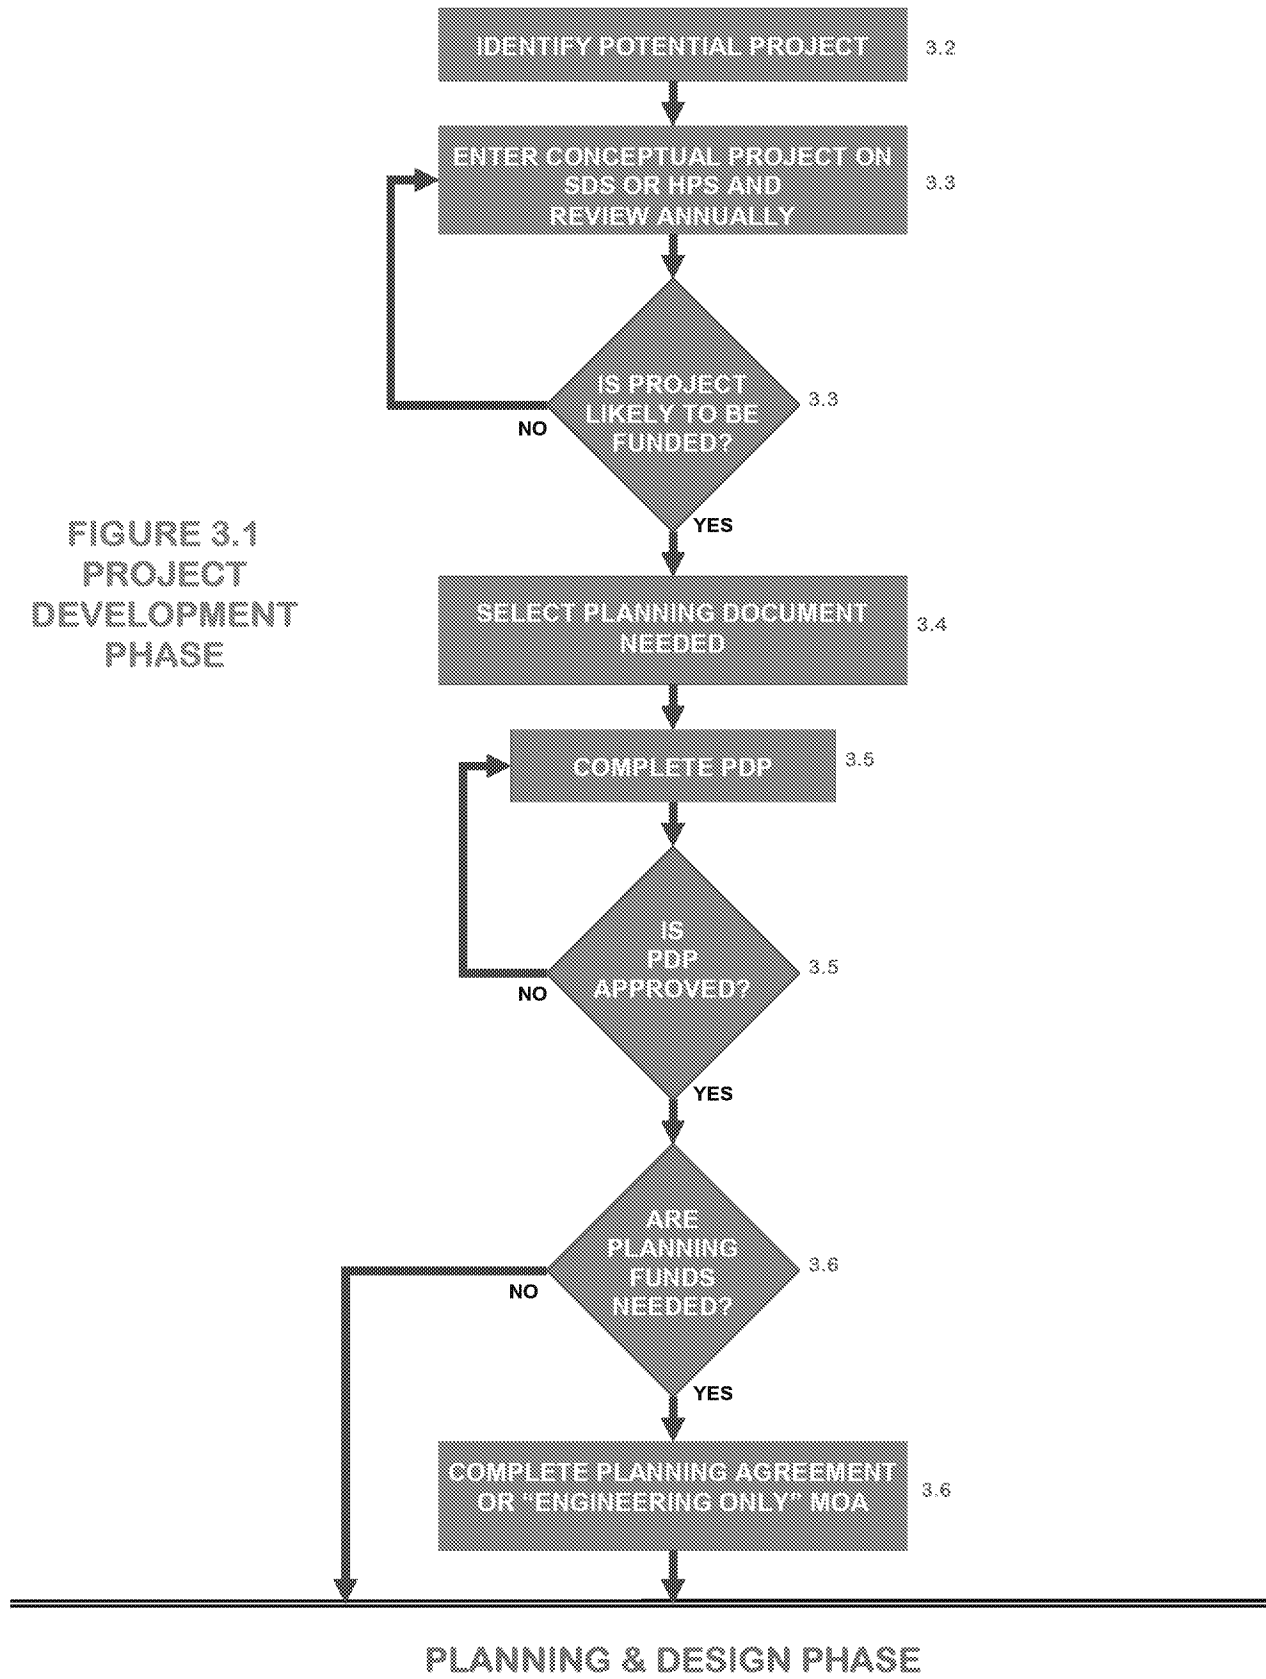 IDENTIFY POTENTIAL PROJECT
3.2
ENTER CONCEPTUAL PROJECT ON
SDS OR HPS AND
REVIEW ANNUALLY
3.3
IS PROJECT
LIKELY TO BE
FUNDED?
3.3
NO
YES
FIGURE 3.1
PROJECT
DEVELOPMENT
PHASE
SELECT PLANNING DOCUMENT
NEEDED
3.4
COMPLETE PDP
3.5
IS
PDP
APPROVED?
3.5
NO
YES
ARE
PLANNING
FUNDS
NEEDED?
3.6
NO
YES
COMPLETE PLANNING AGREEMENT
OR "ENGINEERING ONLY" MOA
3.6
PLANNING & DESIGN PHASE